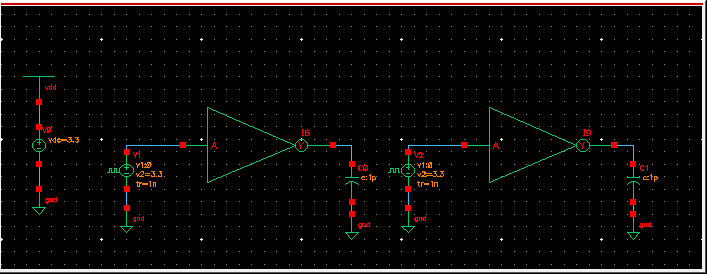 vdd
V0
vdc=3.3
gnd
V1
v1:0
v2=3.3
tr=1n
gnd
A
Y
I8
C0
c:1p
gnd
V2
v1:0
v2=3.3
tr=1n
gnd
A
Y
I9
C1
c:1p
gnd